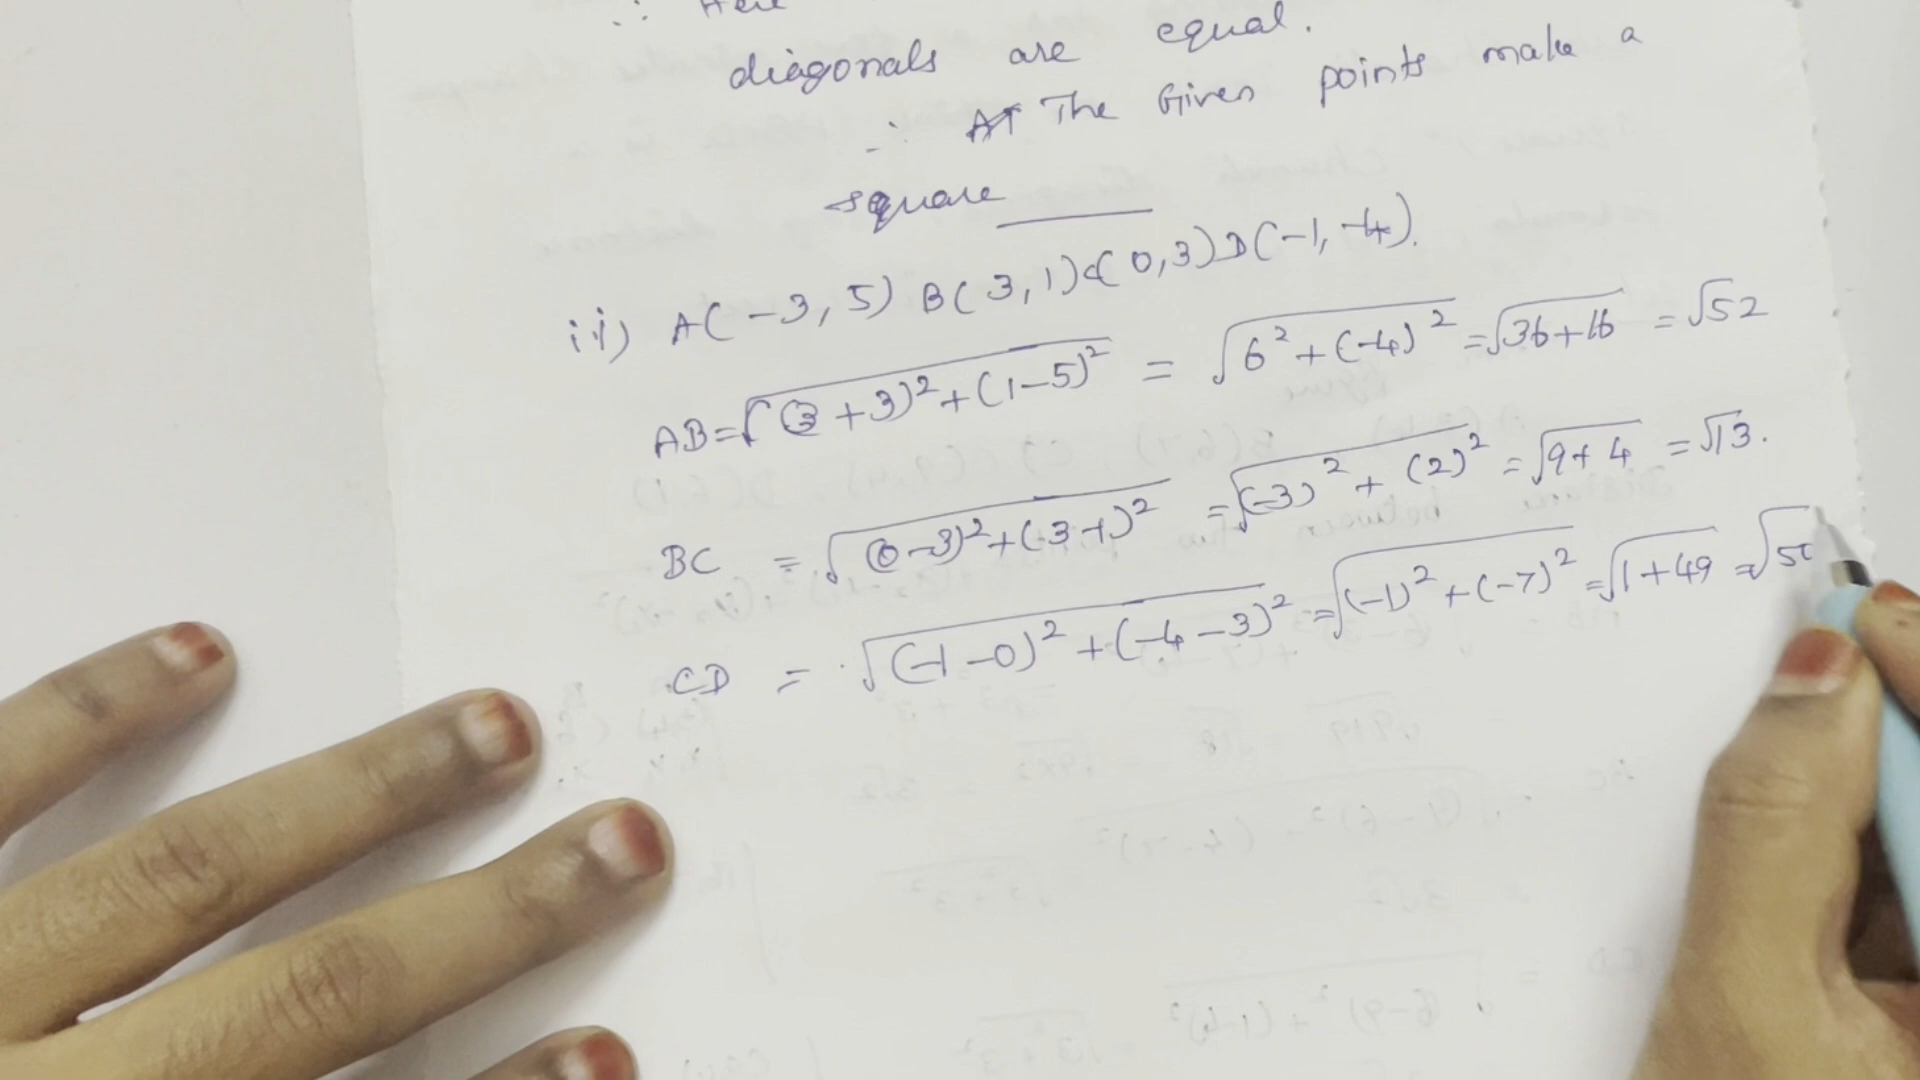 ∴ Here
diagonals are equal.
∴ The Given points make a
square
ii) A(-3, 5) B(3, 1) C(0, 3) D(-1, -4).
AB = √(3+3)²+(1-5)² = √6²+(-4)² = √36+16 = √52
BC = √(0-3)²+(3-1)² = √(-3)²+(2)² = √9+4 = √13.
CD = √(-1-0)²+(-4-3)² = √(-1)²+(-7)² = √1+49 = √50